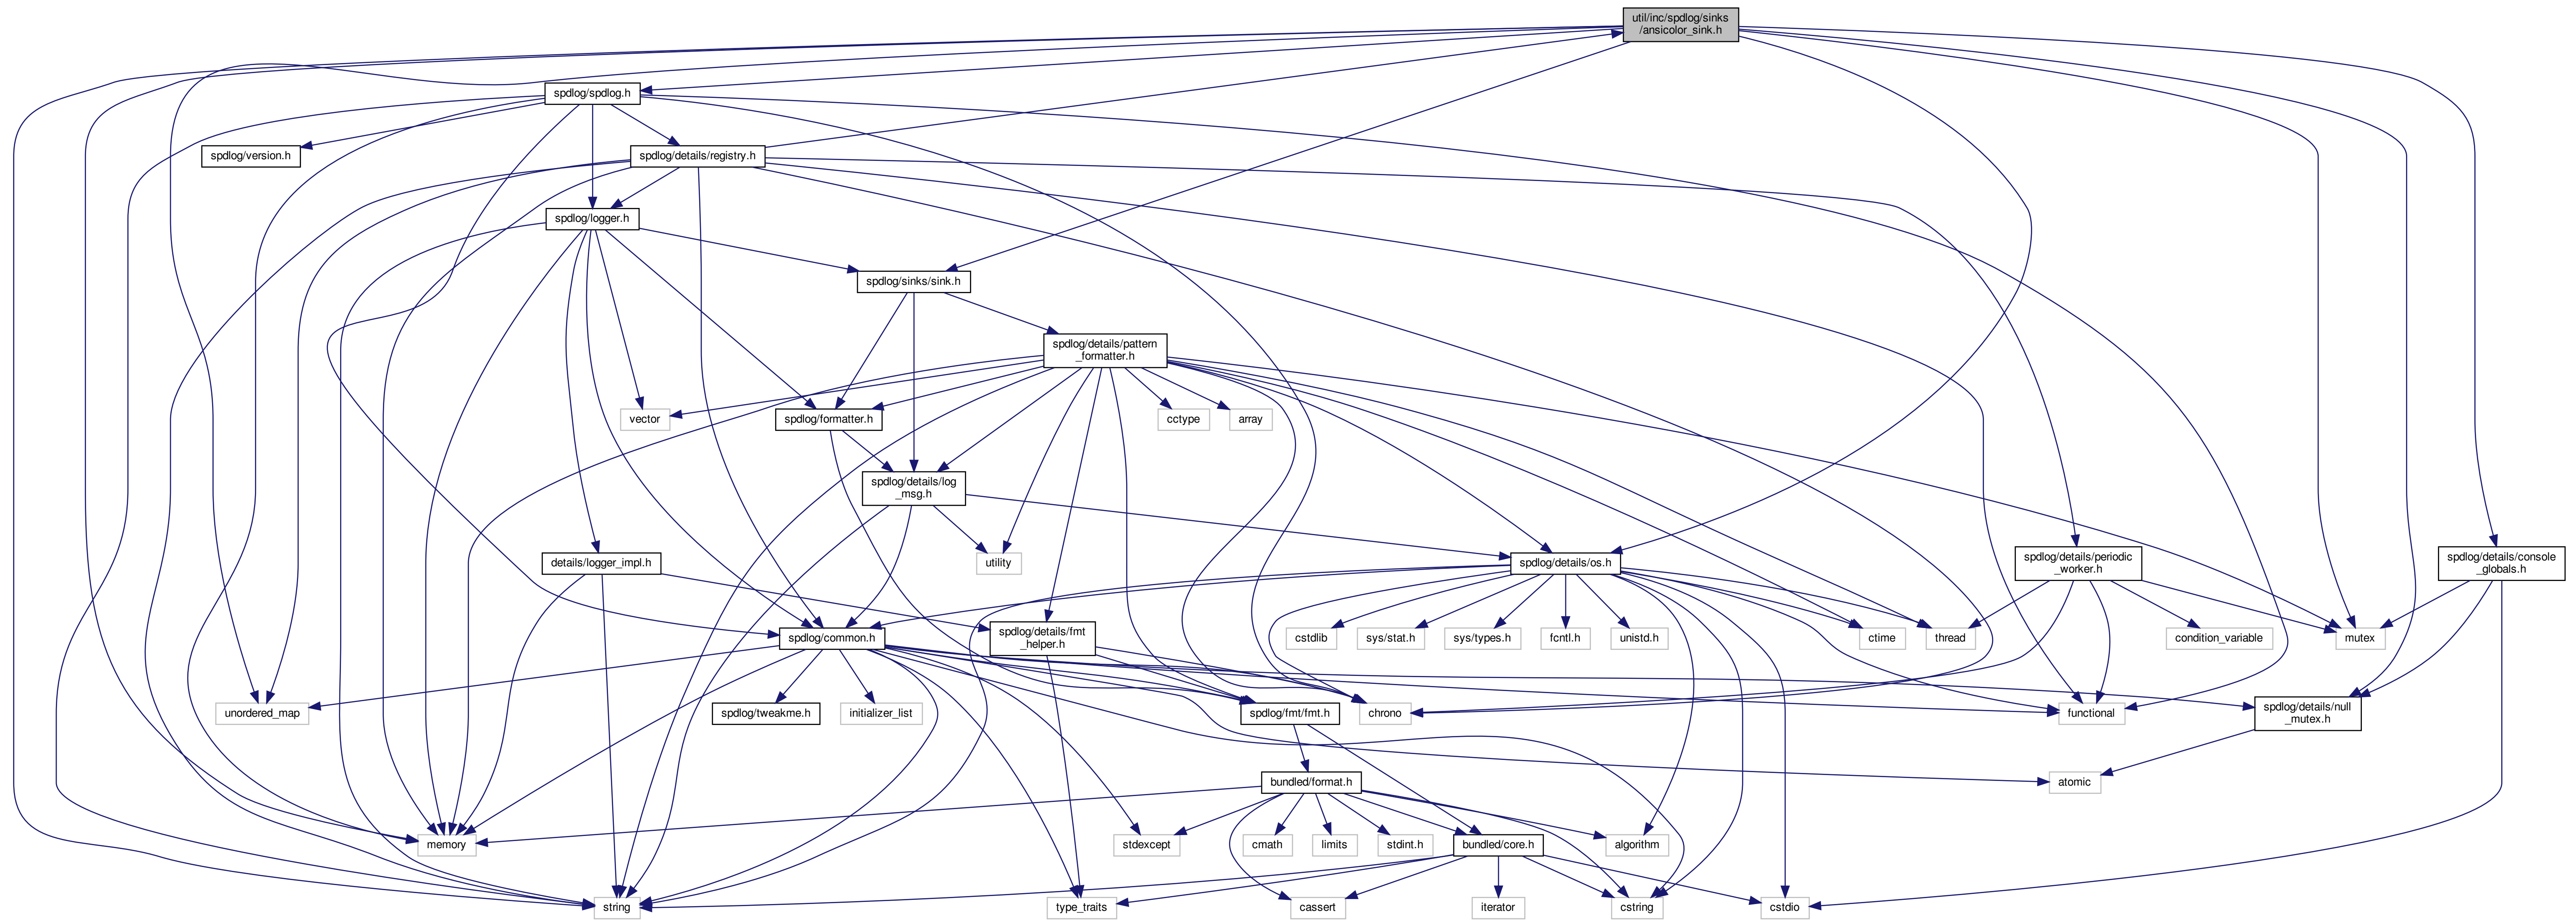 util/inc/spdlog/sinks
/ansicolor_sink.h
spdlog/spdlog.h
spdlog/version.h
spdlog/details/registry.h
spdlog/logger.h
spdlog/sinks/sink.h
spdlog/details/pattern
_formatter.h
vector
spdlog/formatter.h
cctype
array
spdlog/details/log
_msg.h
details/logger_impl.h
utility
spdlog/details/os.h
spdlog/details/periodic
_worker.h
spdlog/details/console
_globals.h
spdlog/common.h
spdlog/details/fmt
_helper.h
cstdlib
sys/stat.h
sys/types.h
fcntl.h
unistd.h
ctime
thread
condition_variable
mutex
unordered_map
spdlog/tweakme.h
initializer_list
spdlog/fmt/fmt.h
chrono
functional
spdlog/details/null
_mutex.h
bundled/format.h
atomic
memory
stdexcept
cmath
limits
stdint.h
bundled/core.h
algorithm
string
type_traits
cassert
iterator
cstring
cstdio